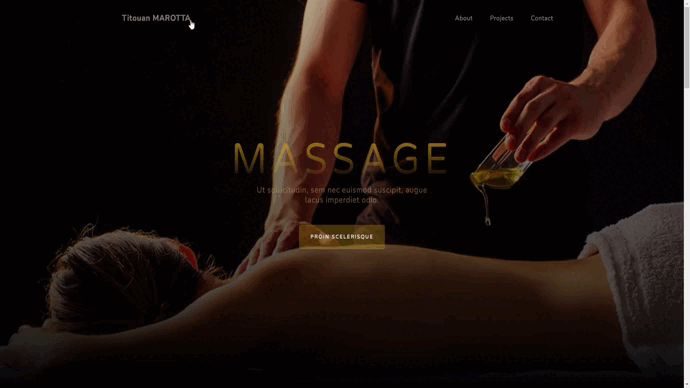 Titouan MAROTTA
About Projects Contact
MASSAGE
Ut sollicitudin, sem nec euismod suscipit, augue
lacus imperdiet odio.
PROIN SCELERISQUE